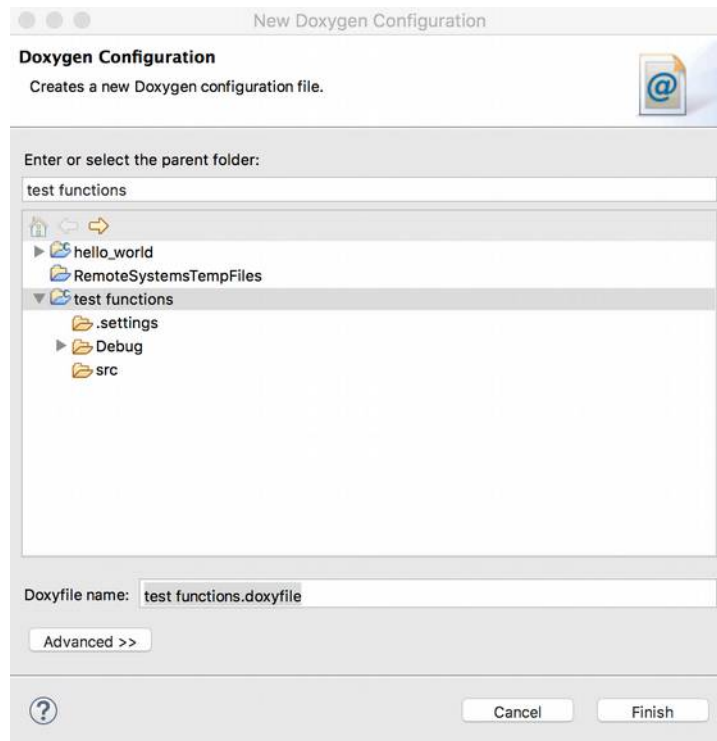 New Doxygen Configuration
Doxygen Configuration
Creates a new Doxygen configuration file.
@
Enter or select the parent folder:
test functions
hello_world
RemoteSystemsTempFiles
test functions
.settings
Debug
src
Doxyfile name: test functions.doxyfile
Advanced >>
? Cancel Finish